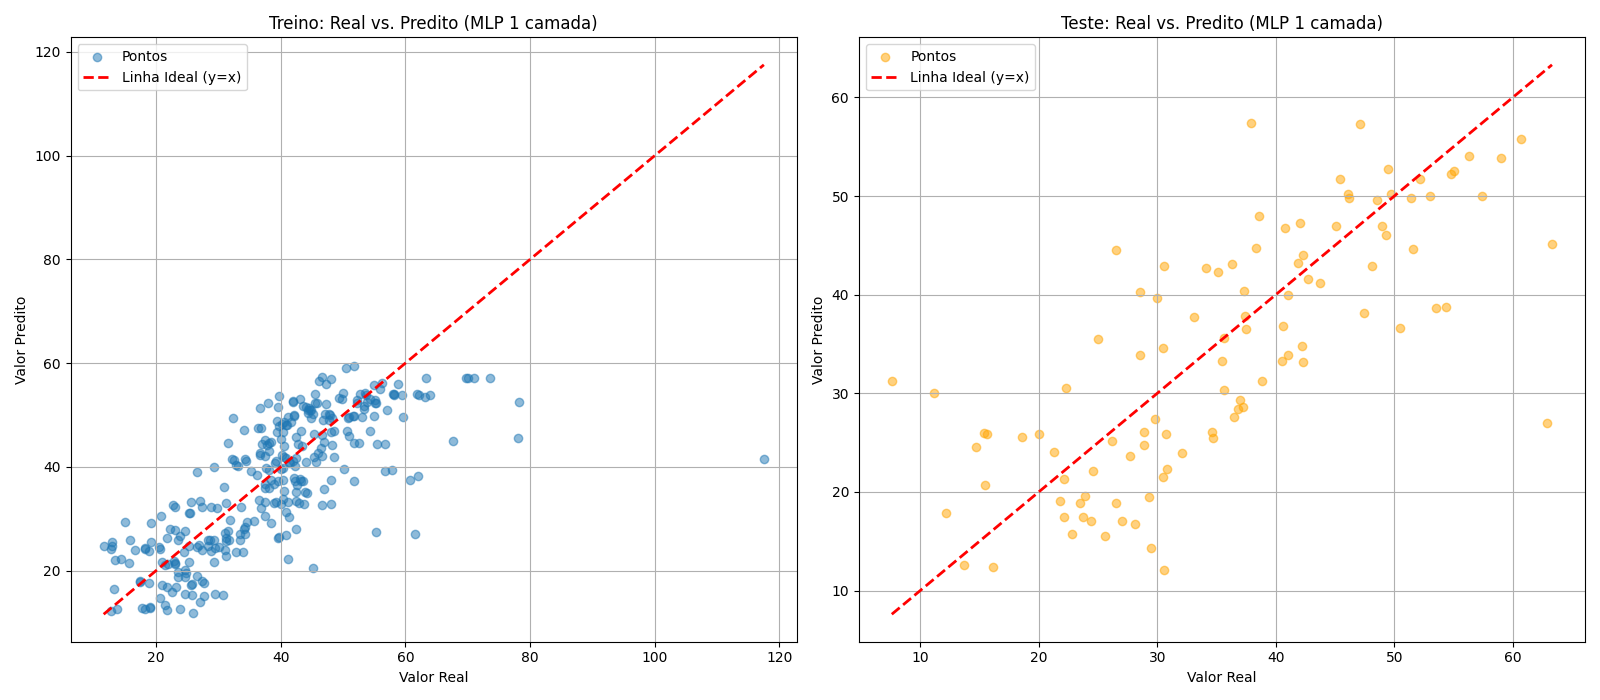 Treino: Real vs. Predito (MLP 1 camada)
Pontos
Linha Ideal (y=x)
Valor Predito
120
100
80
60
40
20
20 40 60 80 100 120
Valor Real
Teste: Real vs. Predito (MLP 1 camada)
Pontos
Linha Ideal (y=x)
Valor Predito
60
50
40
30
20
10
10 20 30 40 50 60
Valor Real